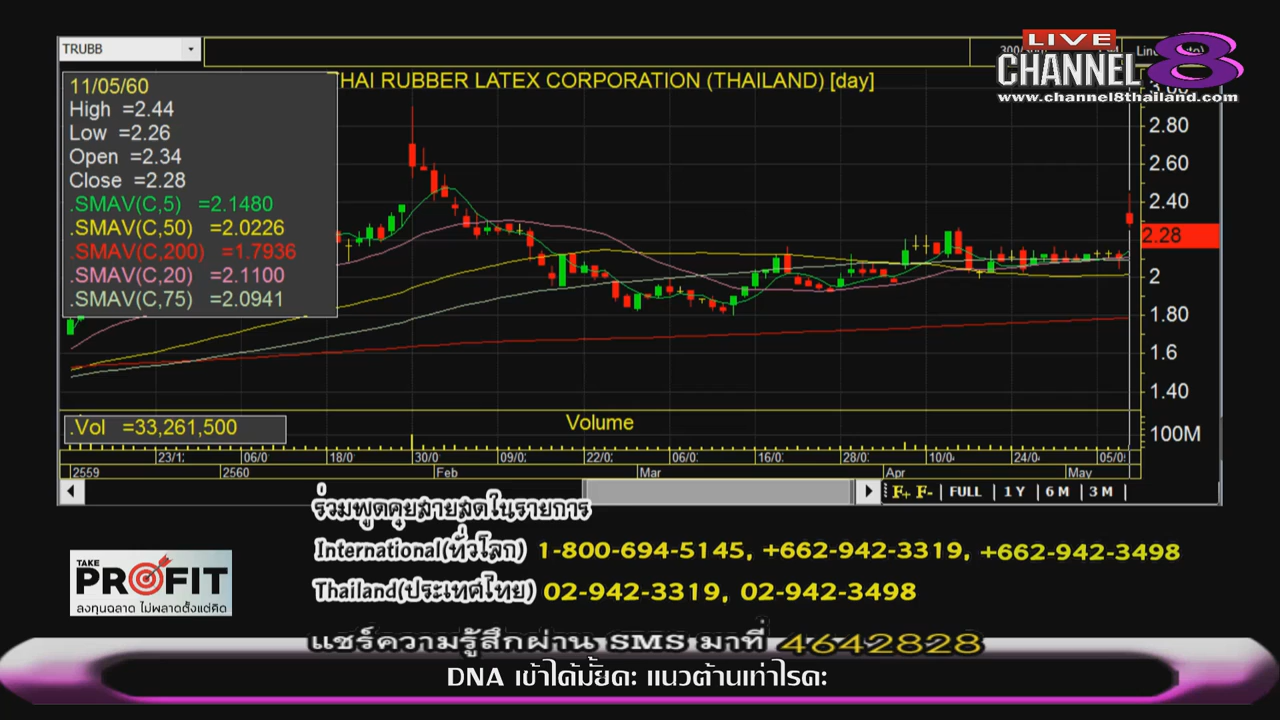 TRUBB
LIVE
CHANNEL 8
www.channel8thailand.com
11/05/60
High =2.44
Low =2.26
Open =2.34
Close =2.28
.SMAV(C,5) =2.1480
.SMAV(C,50) =2.0226
.SMAV(C,200) =1.7936
.SMAV(C,20) =2.1100
.SMAV(C,75) =2.0941
HAI RUBBER LATEX CORPORATION (THAILAND) [day]
2.80
2.60
2.40
2.28
2
1.80
1.6
1.40
.Vol =33,261,500
Volume
100M
23/1: 06/0 18/0 30/0 09/0: 22/0: 06/0: 16/0: 28/0: 10/0 24/0 05/0
2559 2560 Feb Mar Apr May
F+ F- FULL 1 Y 6 M 3 M
ร่วมพูดคุยสายสดในรายการ
International(ทั่วโลก) 1-800-694-5145, +662-942-3319, +662-942-3498
Thailand(ประเทศไทย) 02-942-3319, 02-942-3498
TAKE
PROFIT
ลงทุนฉลาด ไม่พลาดตั้งแต่คิด
แชร์ความรู้สึกผ่าน SMS มาที่ 4642828
DNA เข้าได้มั้ยคะ แนวต้านเท่าไรคะ